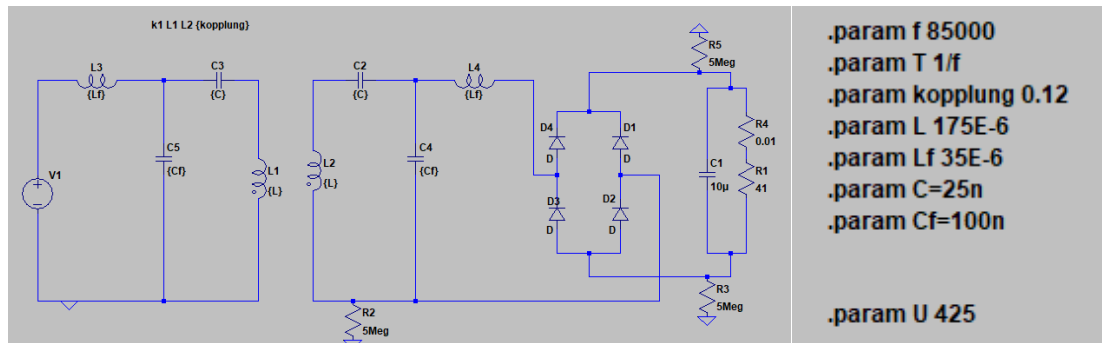 k1 L1 L2 {kopplung}
L3
{Lf}
C3
{C}
C5
{Cf}
L1
{L}
V1
C2
{C}
L4
{Lf}
L2
{L}
C4
{Cf}
R2
5Meg
D4
D
D1
D
D3
D
D2
D
R5
5Meg
C1
10µ
R4
0.01
R1
41
R3
5Meg
.param f 85000
.param T 1/f
.param kopplung 0.12
.param L 175E-6
.param Lf 35E-6
.param C=25n
.param Cf=100n
.param U 425